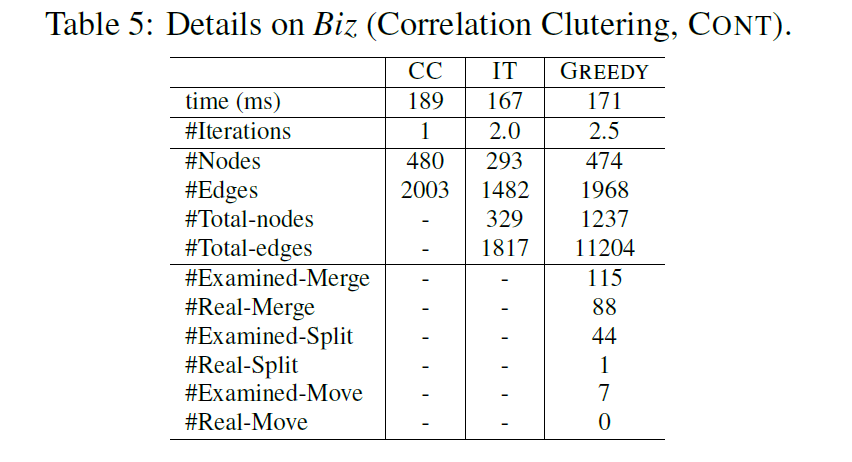 Table 5: Details on Biz (Correlation Clutering, CONT).
CC IT GREEDY
time (ms) 189 167 171
#Iterations 1 2.0 2.5
#Nodes 480 293 474
#Edges 2003 1482 1968
#Total-nodes - 329 1237
#Total-edges - 1817 11204
#Examined-Merge - - 115
#Real-Merge - - 88
#Examined-Split - - 44
#Real-Split - - 1
#Examined-Move - - 7
#Real-Move - - 0